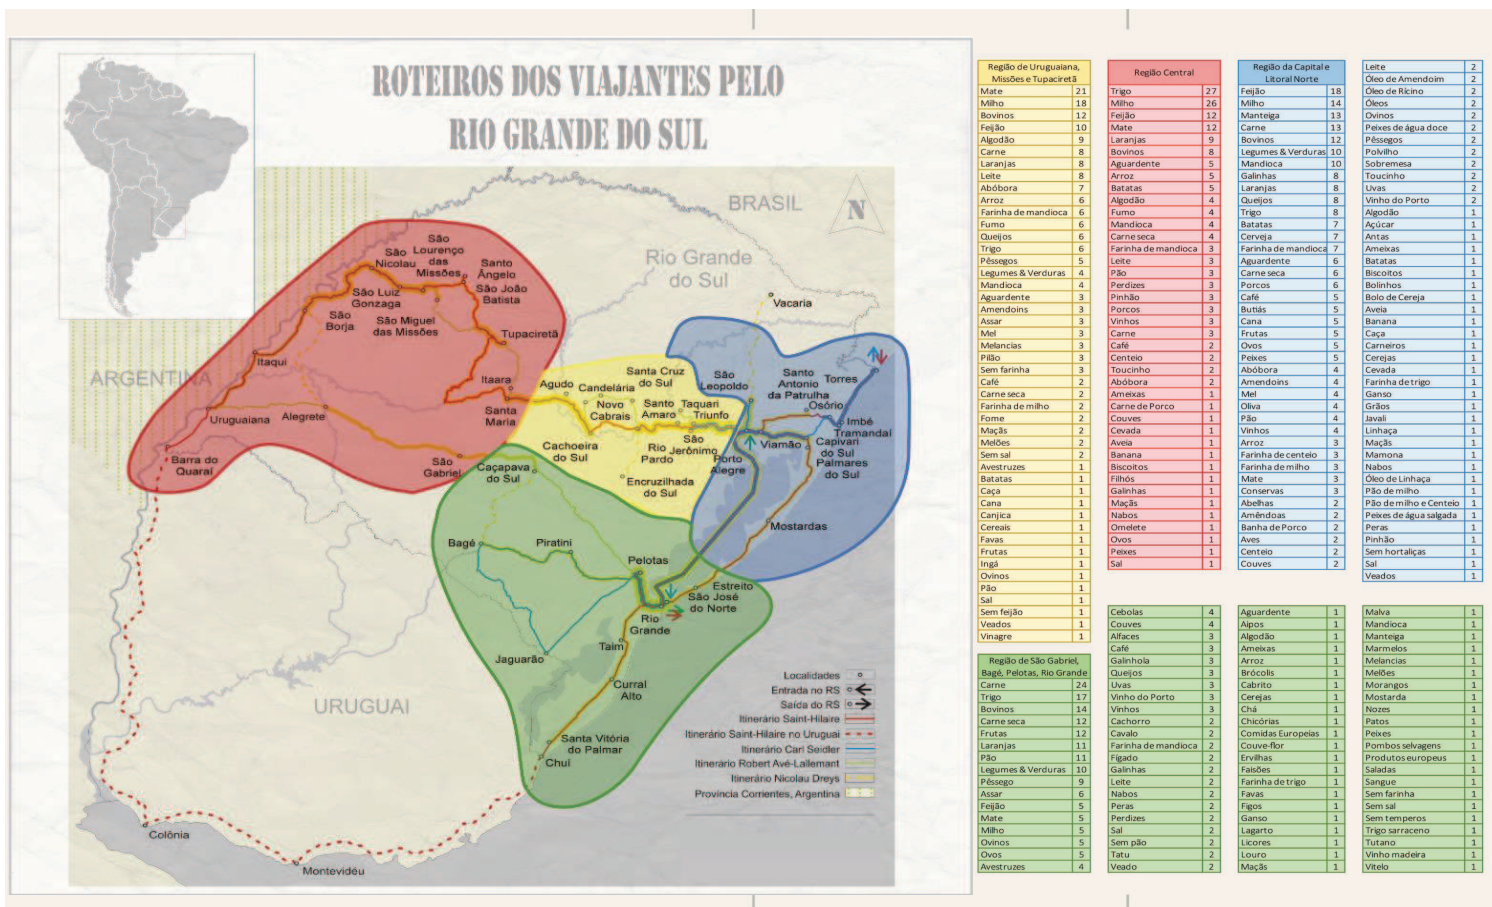 ROTEIROS DOS VIAJANTES PELO
RIO GRANDE DO SUL
BRASIL
Rio Grande
do Sul
N
ARGENTINA
URUGUAI
São
Nicolau
São
Lourenço
das
Missões
Santo
Ângelo
São João
Batista
São Luiz
Gonzaga
São
Borja
São Miguel
das Missões
Tupaciretã
Itaqui
Itaara
Uruguaiana
Alegrete
Santa
Maria
Barra do
Quaraí
São
Gabriel
Vacaria
Agudo
Candelária
Santa Cruz
do Sul
Novo
Cabrais
Santo
Amaro
Taquari
Triunfo
Cachoeira
do Sul
Rio
Pardo
São
Jerônimo
Encruzilhada
do Sul
Caçapava
do Sul
São
Leopoldo
Santo
Antonio
da Patrulha
Torres
Osório
Imbé
Tramandaí
Viamão
Capivari
do Sul
Palmares
do Sul
Porto
Alegre
Mostardas
Bagé
Piratini
Pelotas
Estreito
São José
do Norte
Rio
Grande
Taim
Jaguarão
Curral
Alto
Santa Vitória
do Palmar
Chuí
Colônia
Montevidéu
Localidades
Entrada no RS
Saída do RS
Itinerário Saint-Hilaire
Itinerário Saint-Hilaire no Uruguai
Itinerário Carl Seidler
Itinerário Robert Avé-Lallemant
Itinerário Nicolau Dreys
Província Corrientes, Argentina
Região de Uruguaiana,
Missões e Tupaciretã
Mate 21
Milho 18
Bovinos 12
Feijão 10
Algodão 9
Carne 8
Laranjas 8
Leite 8
Abóbora 7
Arroz 6
Farinha de mandioca 6
Fumo 6
Queijos 6
Trigo 6
Pêssegos 5
Legumes & Verduras 4
Mandioca 4
Aguardente 3
Amendoins 3
Assar 3
Mel 3
Melancias 3
Pilão 3
Sem farinha 3
Café 2
Carne seca 2
Farinha de milho 2
Fome 2
Maçãs 2
Melões 2
Sem sal 2
Avestruzes 1
Batatas 1
Caça 1
Cana 1
Canjica 1
Cereais 1
Favas 1
Frutas 1
Ingá 1
Ovinos 1
Pão 1
Sal 1
Sem feijão 1
Veados 1
Vinagre 1
Região Central
Trigo 27
Milho 26
Feijão 12
Mate 12
Laranjas 9
Bovinos 8
Aguardente 5
Arroz 5
Batatas 5
Algodão 4
Fumo 4
Mandioca 4
Carne seca 4
Farinha de mandioca 3
Leite 3
Pão 3
Perdizes 3
Pinhão 3
Porcos 3
Vinhos 3
Carne 3
Café 2
Centeio 2
Toucinho 2
Abóbora 2
Ameixas 1
Carne de Porco 1
Couves 1
Cevada 1
Aveia 1
Banana 1
Biscoitos 1
Filhós 1
Galinhas 1
Maçãs 1
Nabos 1
Omelete 1
Ovos 1
Peixes 1
Sal 1
Região da Capital e
Litoral Norte
Feijão 18
Milho 14
Manteiga 13
Carne 13
Bovinos 12
Legumes & Verduras 10
Mandioca 10
Galinhas 8
Laranjas 8
Queijos 8
Trigo 8
Batatas 7
Cerveja 7
Farinha de mandioca 7
Aguardente 6
Carne seca 6
Porcos 6
Café 5
Butiás 5
Cana 5
Frutas 5
Ovos 5
Peixes 5
Abóbora 4
Amendoins 4
Mel 4
Oliva 4
Pão 4
Vinhos 4
Arroz 3
Farinha de centeio 3
Farinha de milho 3
Mate 3
Conservas 3
Abelhas 2
Amêndoas 2
Banha de Porco 2
Aves 2
Centeio 2
Couves 2
Leite 2
Óleo de Amendoim 2
Óleo de Rícino 2
Óleos 2
Ovinos 2
Peixes de água doce 2
Pêssegos 2
Polvilho 2
Sobremesa 2
Toucinho 2
Uvas 2
Vinho do Porto 2
Algodão 1
Açúcar 1
Antas 1
Ameixas 1
Batatas 1
Biscoitos 1
Bolinhos 1
Bolo de Cereja 1
Aveia 1
Banana 1
Caça 1
Carneiros 1
Cerejas 1
Cevada 1
Farinha de trigo 1
Ganso 1
Grãos 1
Javali 1
Linhaça 1
Maçãs 1
Mamona 1
Nabos 1
Óleo de Linhaça 1
Pão de milho 1
Pão de milho e Centeio 1
Peixes de água salgada 1
Peras 1
Pinhão 1
Sem hortaliças 1
Sal 1
Veados 1
Região de São Gabriel,
Bagé, Pelotas, Rio Grande
Carne 24
Trigo 17
Bovinos 14
Carne seca 12
Frutas 12
Laranjas 11
Pão 11
Legumes & Verduras 10
Pêssego 9
Assar 6
Feijão 5
Mate 5
Milho 5
Ovinos 5
Ovos 5
Avestruzes 4
Cebolas 4
Couves 4
Alfaces 3
Café 3
Galinhola 3
Queijos 3
Uvas 3
Vinho do Porto 3
Vinhos 3
Cachorro 2
Cavalo 2
Farinha de mandioca 2
Fígado 2
Galinhas 2
Leite 2
Nabos 2
Peras 2
Perdizes 2
Sal 2
Sem pão 2
Tatu 2
Veado 2
Aguardente 1
Aipos 1
Algodão 1
Ameixas 1
Arroz 1
Brócolis 1
Cabrito 1
Cerejas 1
Chá 1
Chicórias 1
Comidas Europeias 1
Couve-flor 1
Ervilhas 1
Faisões 1
Farinha de trigo 1
Favas 1
Figos 1
Ganso 1
Lagarto 1
Licores 1
Louro 1
Maçãs 1
Malva 1
Mandioca 1
Manteiga 1
Marmelos 1
Melancias 1
Melões 1
Morangos 1
Mostarda 1
Nozes 1
Patos 1
Peixes 1
Pombos selvagens 1
Produtos europeus 1
Saladas 1
Sangue 1
Sem farinha 1
Sem sal 1
Sem temperos 1
Trigo sarraceno 1
Tutano 1
Vinho madeira 1
Vitelo 1